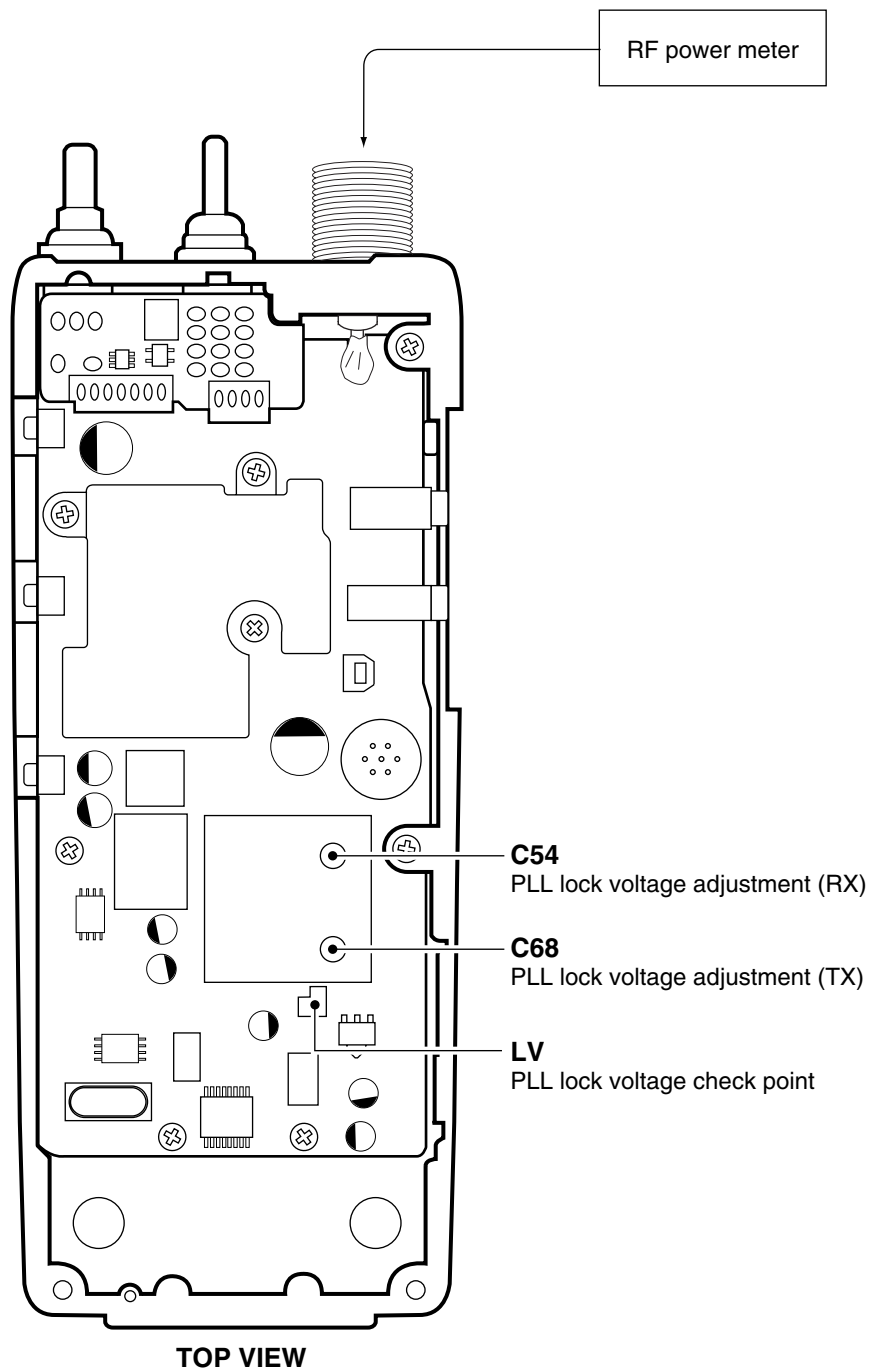 RF power meter
C54
PLL lock voltage adjustment (RX)
C68
PLL lock voltage adjustment (TX)
LV
PLL lock voltage check point
TOP VIEW